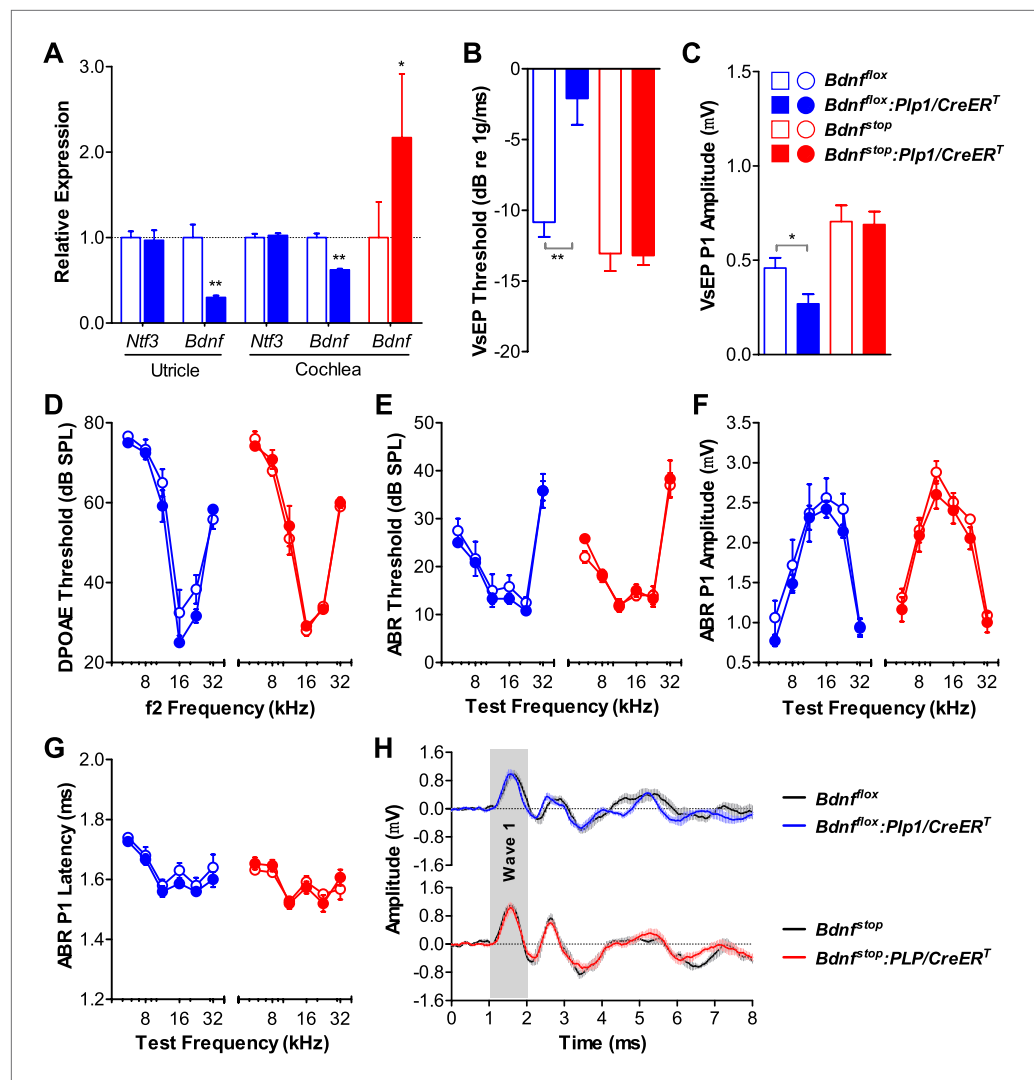 A
Relative Expression
3.0
2.0
1.0
0.0
*
**
**
Ntf3 Bdnf Ntf3 Bdnf Bdnf
Utricle Cochlea
B
VsEP Threshold (dB re 1g/ms)
0
-5
-10
-15
-20
**
C
VsEP P1 Amplitude (mV)
1.5
1.0
0.5
0.0
*
Bdnf^flox
Bdnf^flox:Plp1/CreER^T
Bdnf^stop
Bdnf^stop:Plp1/CreER^T
D
DPOAE Threshold (dB SPL)
80
60
40
20
8 16 32 8 16 32
f2 Frequency (kHz)
E
ABR Threshold (dB SPL)
50
40
30
20
10
0
8 16 32 8 16 32
Test Frequency (kHz)
F
ABR P1 Amplitude (mV)
3.5
3.0
2.5
2.0
1.5
1.0
0.5
8 16 32 8 16 32
Test Frequency (kHz)
G
ABR P1 Latency (ms)
2.0
1.8
1.6
1.4
1.2
8 16 32 8 16 32
Test Frequency (kHz)
H
Amplitude (mV)
1.6
0.8
0.0
-0.8
-1.6
Wave 1
Bdnf^flox
Bdnf^flox:Plp1/CreER^T
1.6
0.8
0.0
-0.8
-1.6
Bdnf^stop
Bdnf^stop:PLP/CreER^T
0 1 2 3 4 5 6 7 8
Time (ms)